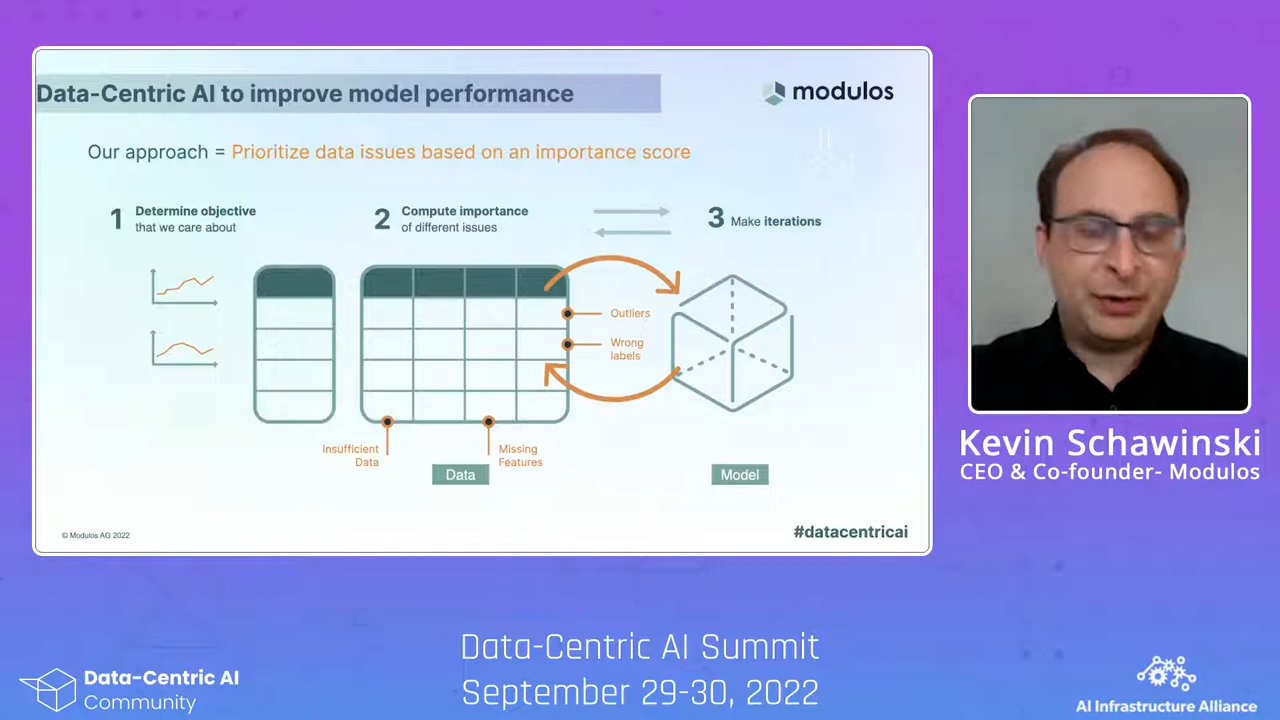 Data-Centric AI to improve model performance
modulos
Our approach = Prioritize data issues based on an importance score
1 Determine objective
that we care about
2 Compute importance
of different issues
3 Make iterations
Outliers
Wrong
labels
Insufficient
Data
Missing
Features
Data
Model
© Modulos AG 2022
#datacentricai
Kevin Schawinski
CEO & Co-founder- Modulos
Data-Centric AI Summit
September 29-30, 2022
Data-Centric AI
Community
AI Infrastructure Alliance